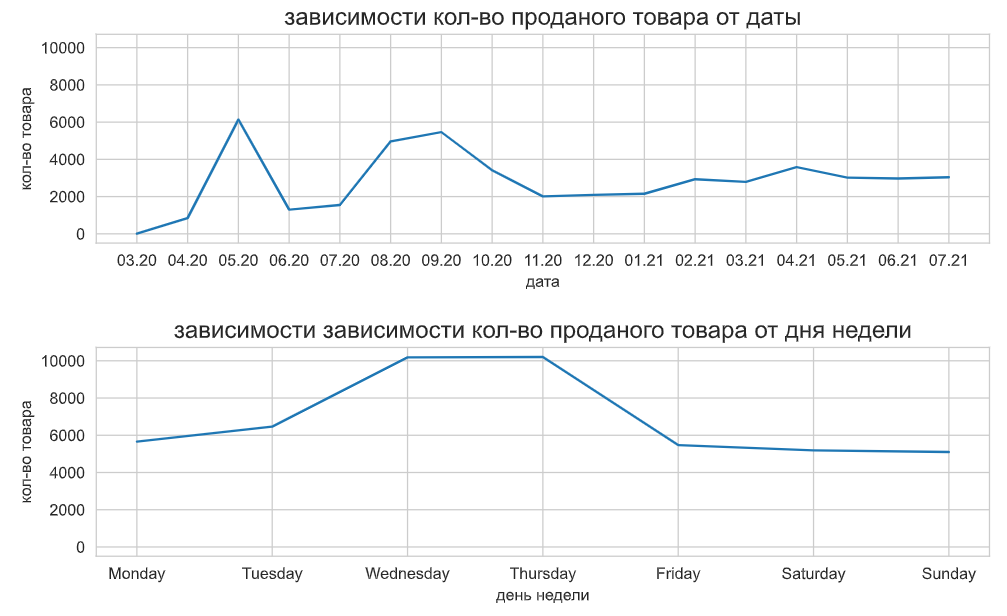 зависимости кол-во проданого товара от даты
10000
8000
6000
4000
2000
0
кол-во товара
03.20 04.20 05.20 06.20 07.20 08.20 09.20 10.20 11.20 12.20 01.21 02.21 03.21 04.21 05.21 06.21 07.21
дата
зависимости зависимости кол-во проданого товара от дня недели
10000
8000
6000
4000
2000
0
кол-во товара
Monday Tuesday Wednesday Thursday Friday Saturday Sunday
день недели